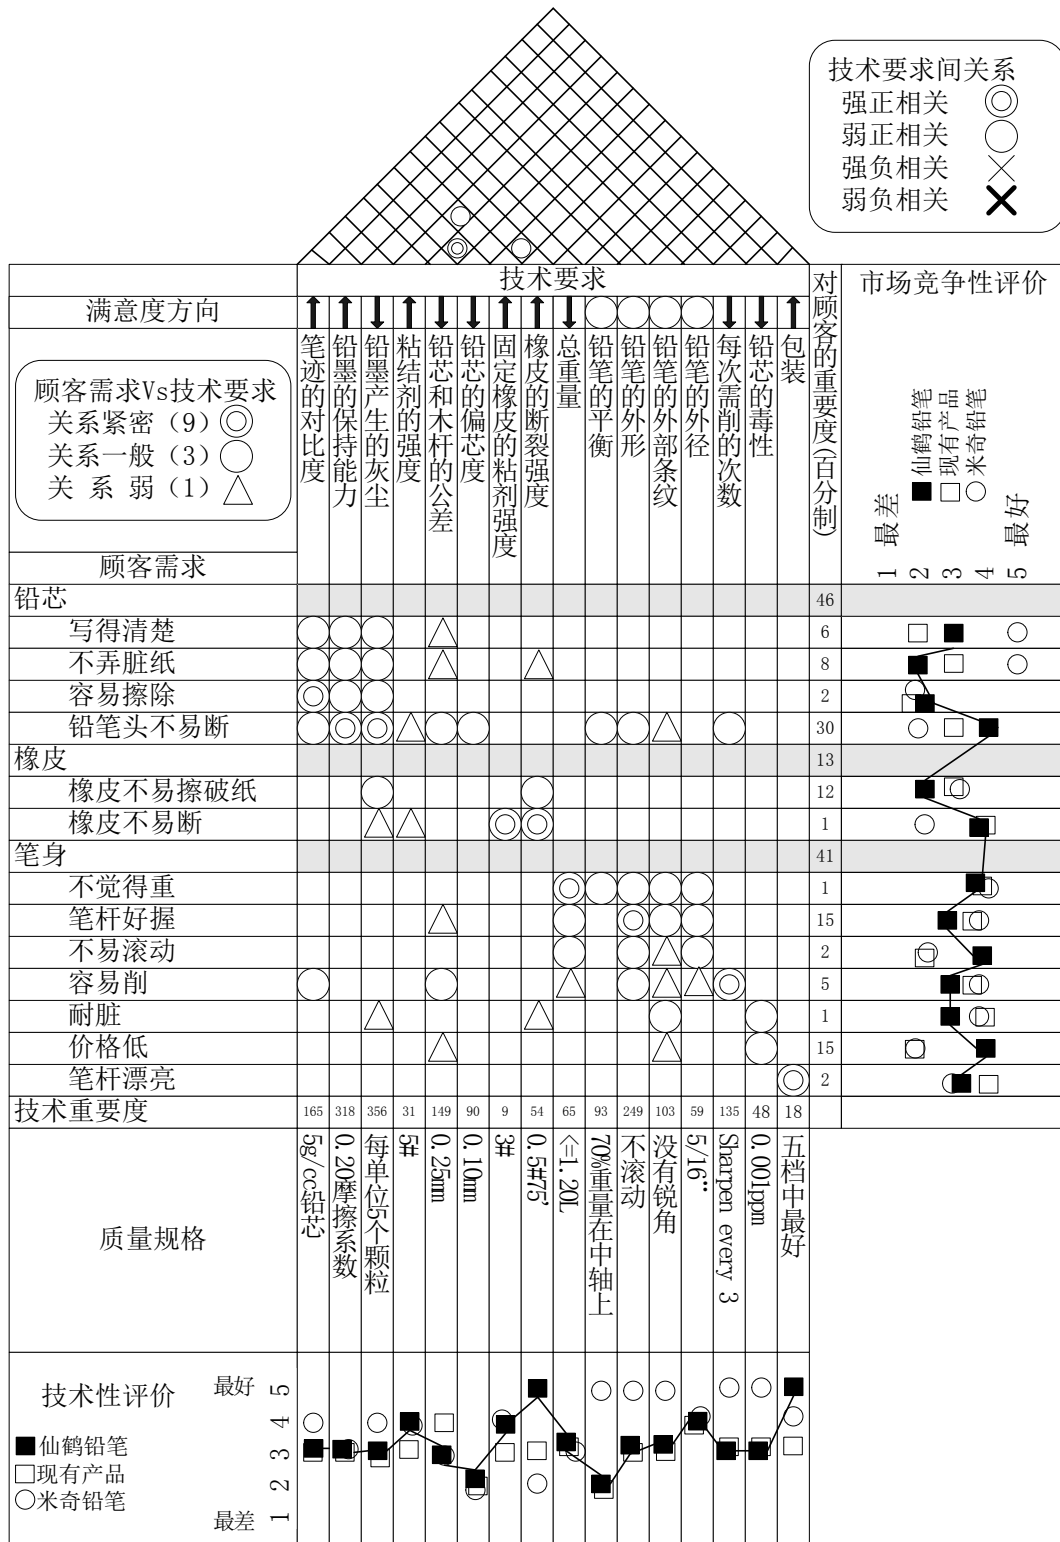 技术要求间关系
强正相关
弱正相关
强负相关
弱负相关
技术要求
满意度方向
对顾客的重要度(百分制)
市场竞争性评价
顾客需求Vs技术要求
关系紧密（9）
关系一般（3）
关 系 弱（1）
顾客需求
笔迹的对比度
铅墨的保持能力
铅墨产生的灰尘
粘结剂的强度
铅芯和木杆的公差
铅芯的偏芯度
固定橡皮的粘剂强度
橡皮的断裂强度
总重量
铅笔的平衡
铅笔的外形
铅笔的外部条纹
铅笔的外径
每次需削的次数
铅芯的毒性
包装
仙鹤铅笔
现有产品
米奇铅笔
最差
最好
1 2 3 4 5
铅芯 46
写得清楚 6
不弄脏纸 8
容易擦除 2
铅笔头不易断 30
橡皮 13
橡皮不易擦破纸 12
橡皮不易断 1
笔身 41
不觉得重 1
笔杆好握 15
不易滚动 2
容易削 5
耐脏 1
价格低 15
笔杆漂亮 2
技术重要度 165 318 356 31 149 90 9 54 65 93 249 103 59 135 48 18
质量规格
5g/cc铅芯
0.20摩擦系数
每单位5个颗粒
5#
0.25mm
0.10mm
3#
0.5#75'
<=1.20L
70%重量在中轴上
不滚动
没有锐角
5/16"
Sharpen every 3
0.001ppm
五档中最好
技术性评价
最好 5
4
3
2
最差 1
仙鹤铅笔
现有产品
米奇铅笔